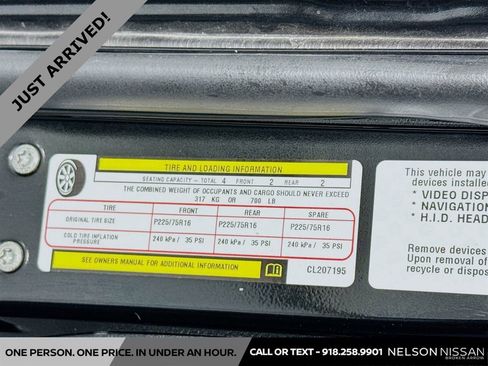 JUST ARRIVED!
TIRE AND LOADING INFORMATION
SEATING CAPACITY - TOTAL 4 FRONT 2 REAR 2
THE COMBINED WEIGHT OF OCCUPANTS AND CARGO SHOULD NEVER EXCEED
317 KG OR 700 LB
TIRE FRONT REAR SPARE
ORIGINAL TIRE SIZE P225/75R16 P225/75R16 P225/75R16
COLD TIRE INFLATION PRESSURE 240 kPa / 35 PSI 240 kPa / 35 PSI 240 kPa / 35 PSI
SEE OWNERS MANUAL FOR ADDITIONAL INFORMATION
CL207195
This vehicle may
devices installed
* VIDEO DISP
* NAVIGATION
* H.I.D. HEAD
Remove devices
Upon removal of
recycle or dispos
ONE PERSON. ONE PRICE. IN UNDER AN HOUR.
CALL OR TEXT - 918.258.9901
NELSON NISSAN
BROKEN ARROW